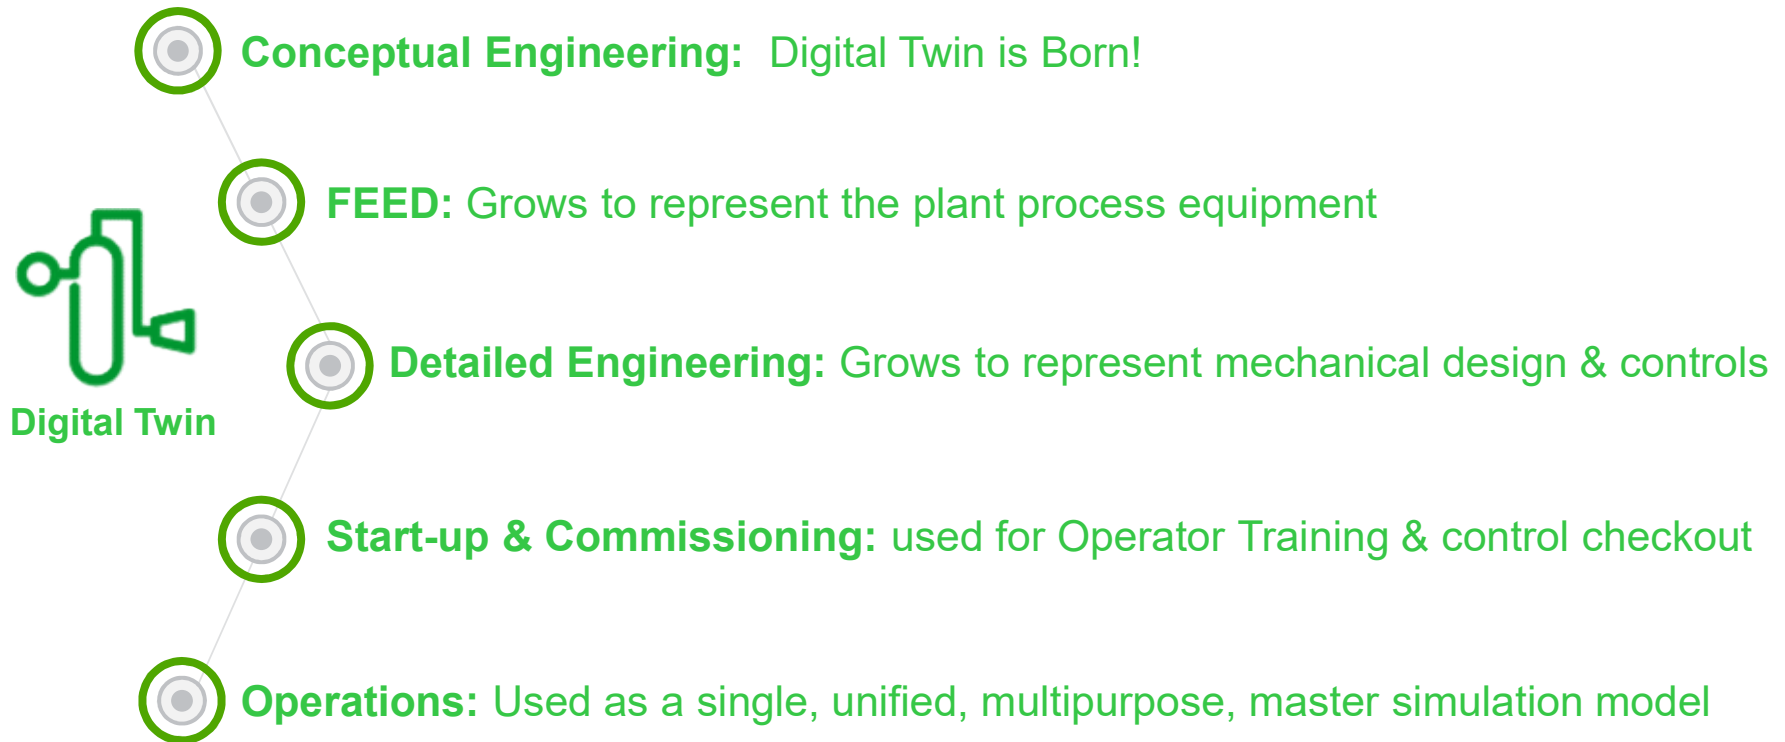 Conceptual Engineering:  Digital Twin is Born!
FEED: Grows to represent the plant process equipment
Detailed Engineering: Grows to represent mechanical design & controls
Digital Twin
Start-up & Commissioning: used for Operator Training & control checkout
Operations: Used as a single, unified, multipurpose, master simulation model